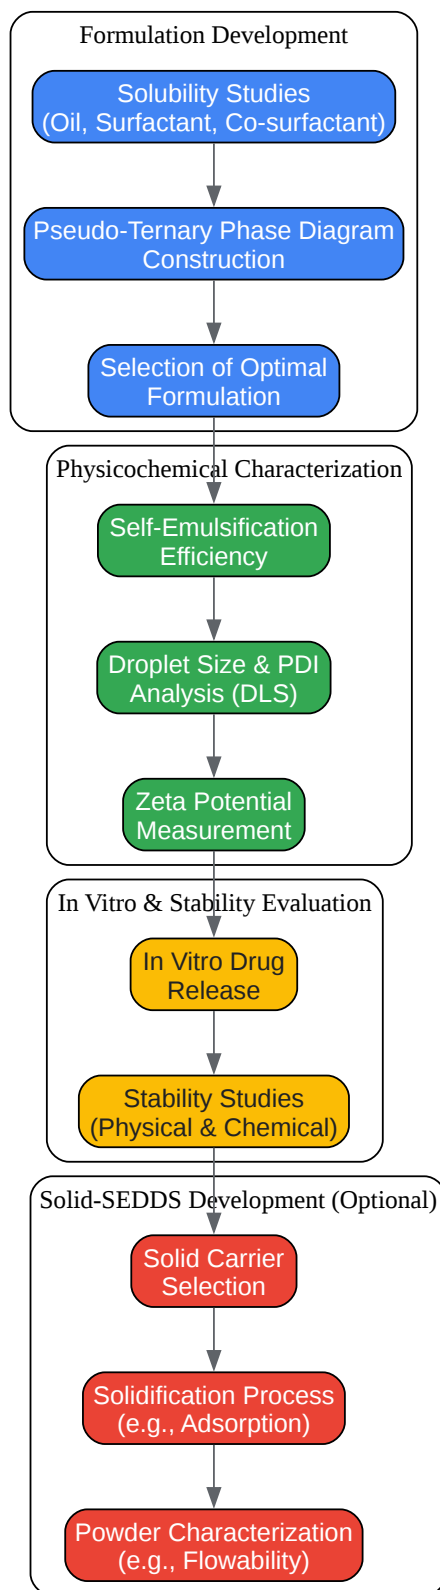 Formulation Development
Solubility Studies
(Oil, Surfactant, Co-surfactant)
Pseudo-Ternary Phase Diagram
Construction
Selection of Optimal
Formulation
Physicochemical Characterization
Self-Emulsification
Efficiency
Droplet Size & PDI
Analysis (DLS)
Zeta Potential
Measurement
In Vitro & Stability Evaluation
In Vitro Drug
Release
Stability Studies
(Physical & Chemical)
Solid-SEDDS Development (Optional)
Solid Carrier
Selection
Solidification Process
(e.g., Adsorption)
Powder Characterization
(e.g., Flowability)